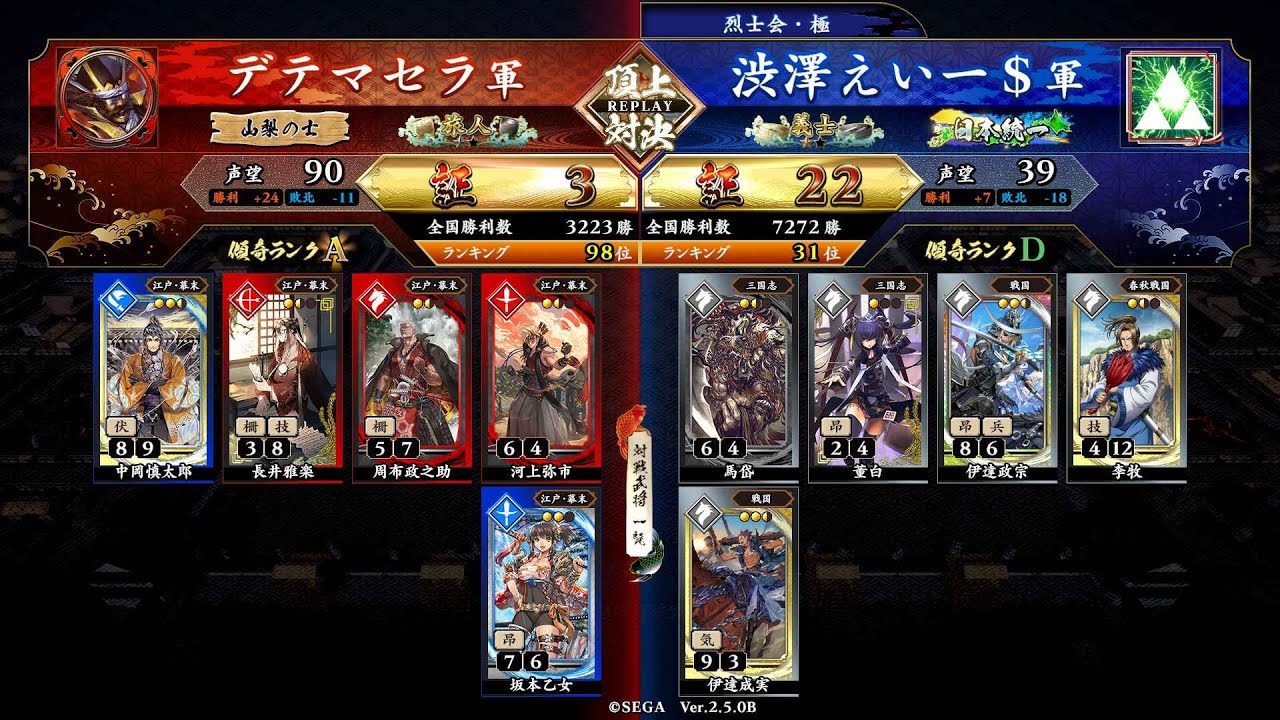 烈士会・極
デテマセラ軍
頂上
REPLAY
対決
渋澤えいー$軍
山梨の士
旅人
義士
日本統一
声望 90
勝利 +24 敗北 -11
証 3
証 22
声望 39
勝利 +7 敗北 -18
全国勝利数 3223勝
全国勝利数 7272勝
傾奇ランクA
ランキング 98位
ランキング 31位
傾奇ランクD
江戸・幕末
伏
8 9
中岡慎太郎
江戸・幕末
柵 技
3 8
長井雅楽
江戸・幕末
柵
5 7
周布政之助
江戸・幕末
6 4
河上弥市
三国志
6 4
馬岱
三国志
昂
2 4
董白
戦国
昂 兵
8 6
伊達政宗
春秋戦国
技
4 12
李牧
対戦武将一覧
江戸・幕末
昂
7 6
坂本乙女
戦国
気
9 3
伊達成実
©SEGA Ver.2.5.0B